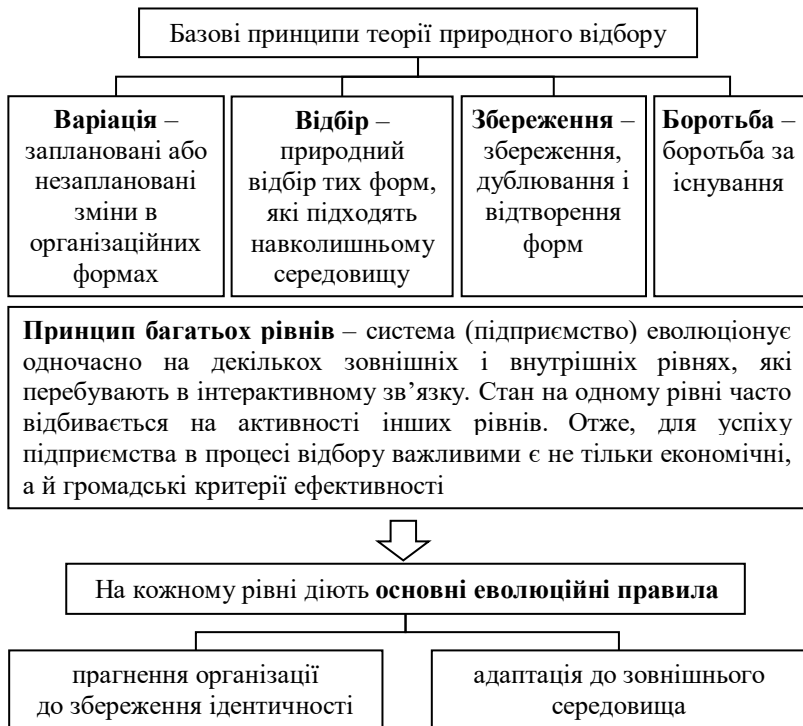 Базові принципи теорії природного відбору
Варіація –
заплановані або
незаплановані
зміни в
організаційних
формах
Відбір –
природний
відбір тих форм,
які підходять
навколишньому
середовищу
Збереження –
збереження,
дублювання і
відтворення
форм
Боротьба –
боротьба за
існування
Принцип багатьох рівнів – система (підприємство) еволюціонує
одночасно на декількох зовнішніх і внутрішніх рівнях, які
перебувають в інтерактивному зв’язку. Стан на одному рівні часто
відбивається на активності інших рівнів. Отже, для успіху
підприємства в процесі відбору важливими є не тільки економічні,
а й громадські критерії ефективності
На кожному рівні діють основні еволюційні правила
прагнення організації
до збереження ідентичності
адаптація до зовнішнього
середовища